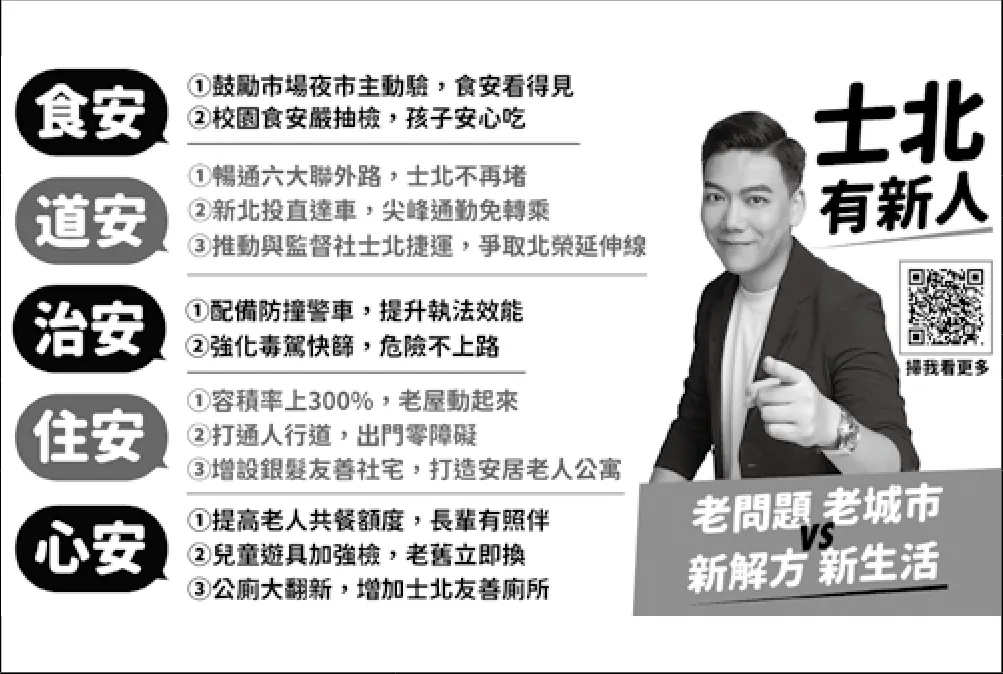 食安
①鼓勵市場夜市主動驗，食安看得見
②校園食安嚴抽檢，孩子安心吃
道安
①暢通六大聯外路，士北不再堵
②新北投直達車，尖峰通勤免轉乘
③推動與監督社士北捷運，爭取北榮延伸線
治安
①配備防撞警車，提升執法效能
②強化毒駕快篩，危險不上路
住安
①容積率上300%，老屋動起來
②打通人行道，出門零障礙
③增設銀髮友善社宅，打造安居老人公寓
心安
①提高老人共餐額度，長輩有照伴
②兒童遊具加強檢，老舊立即換
③公廁大翻新，增加士北友善廁所
士北
有新人
掃我看更多
老問題 老城市
VS
新解方 新生活